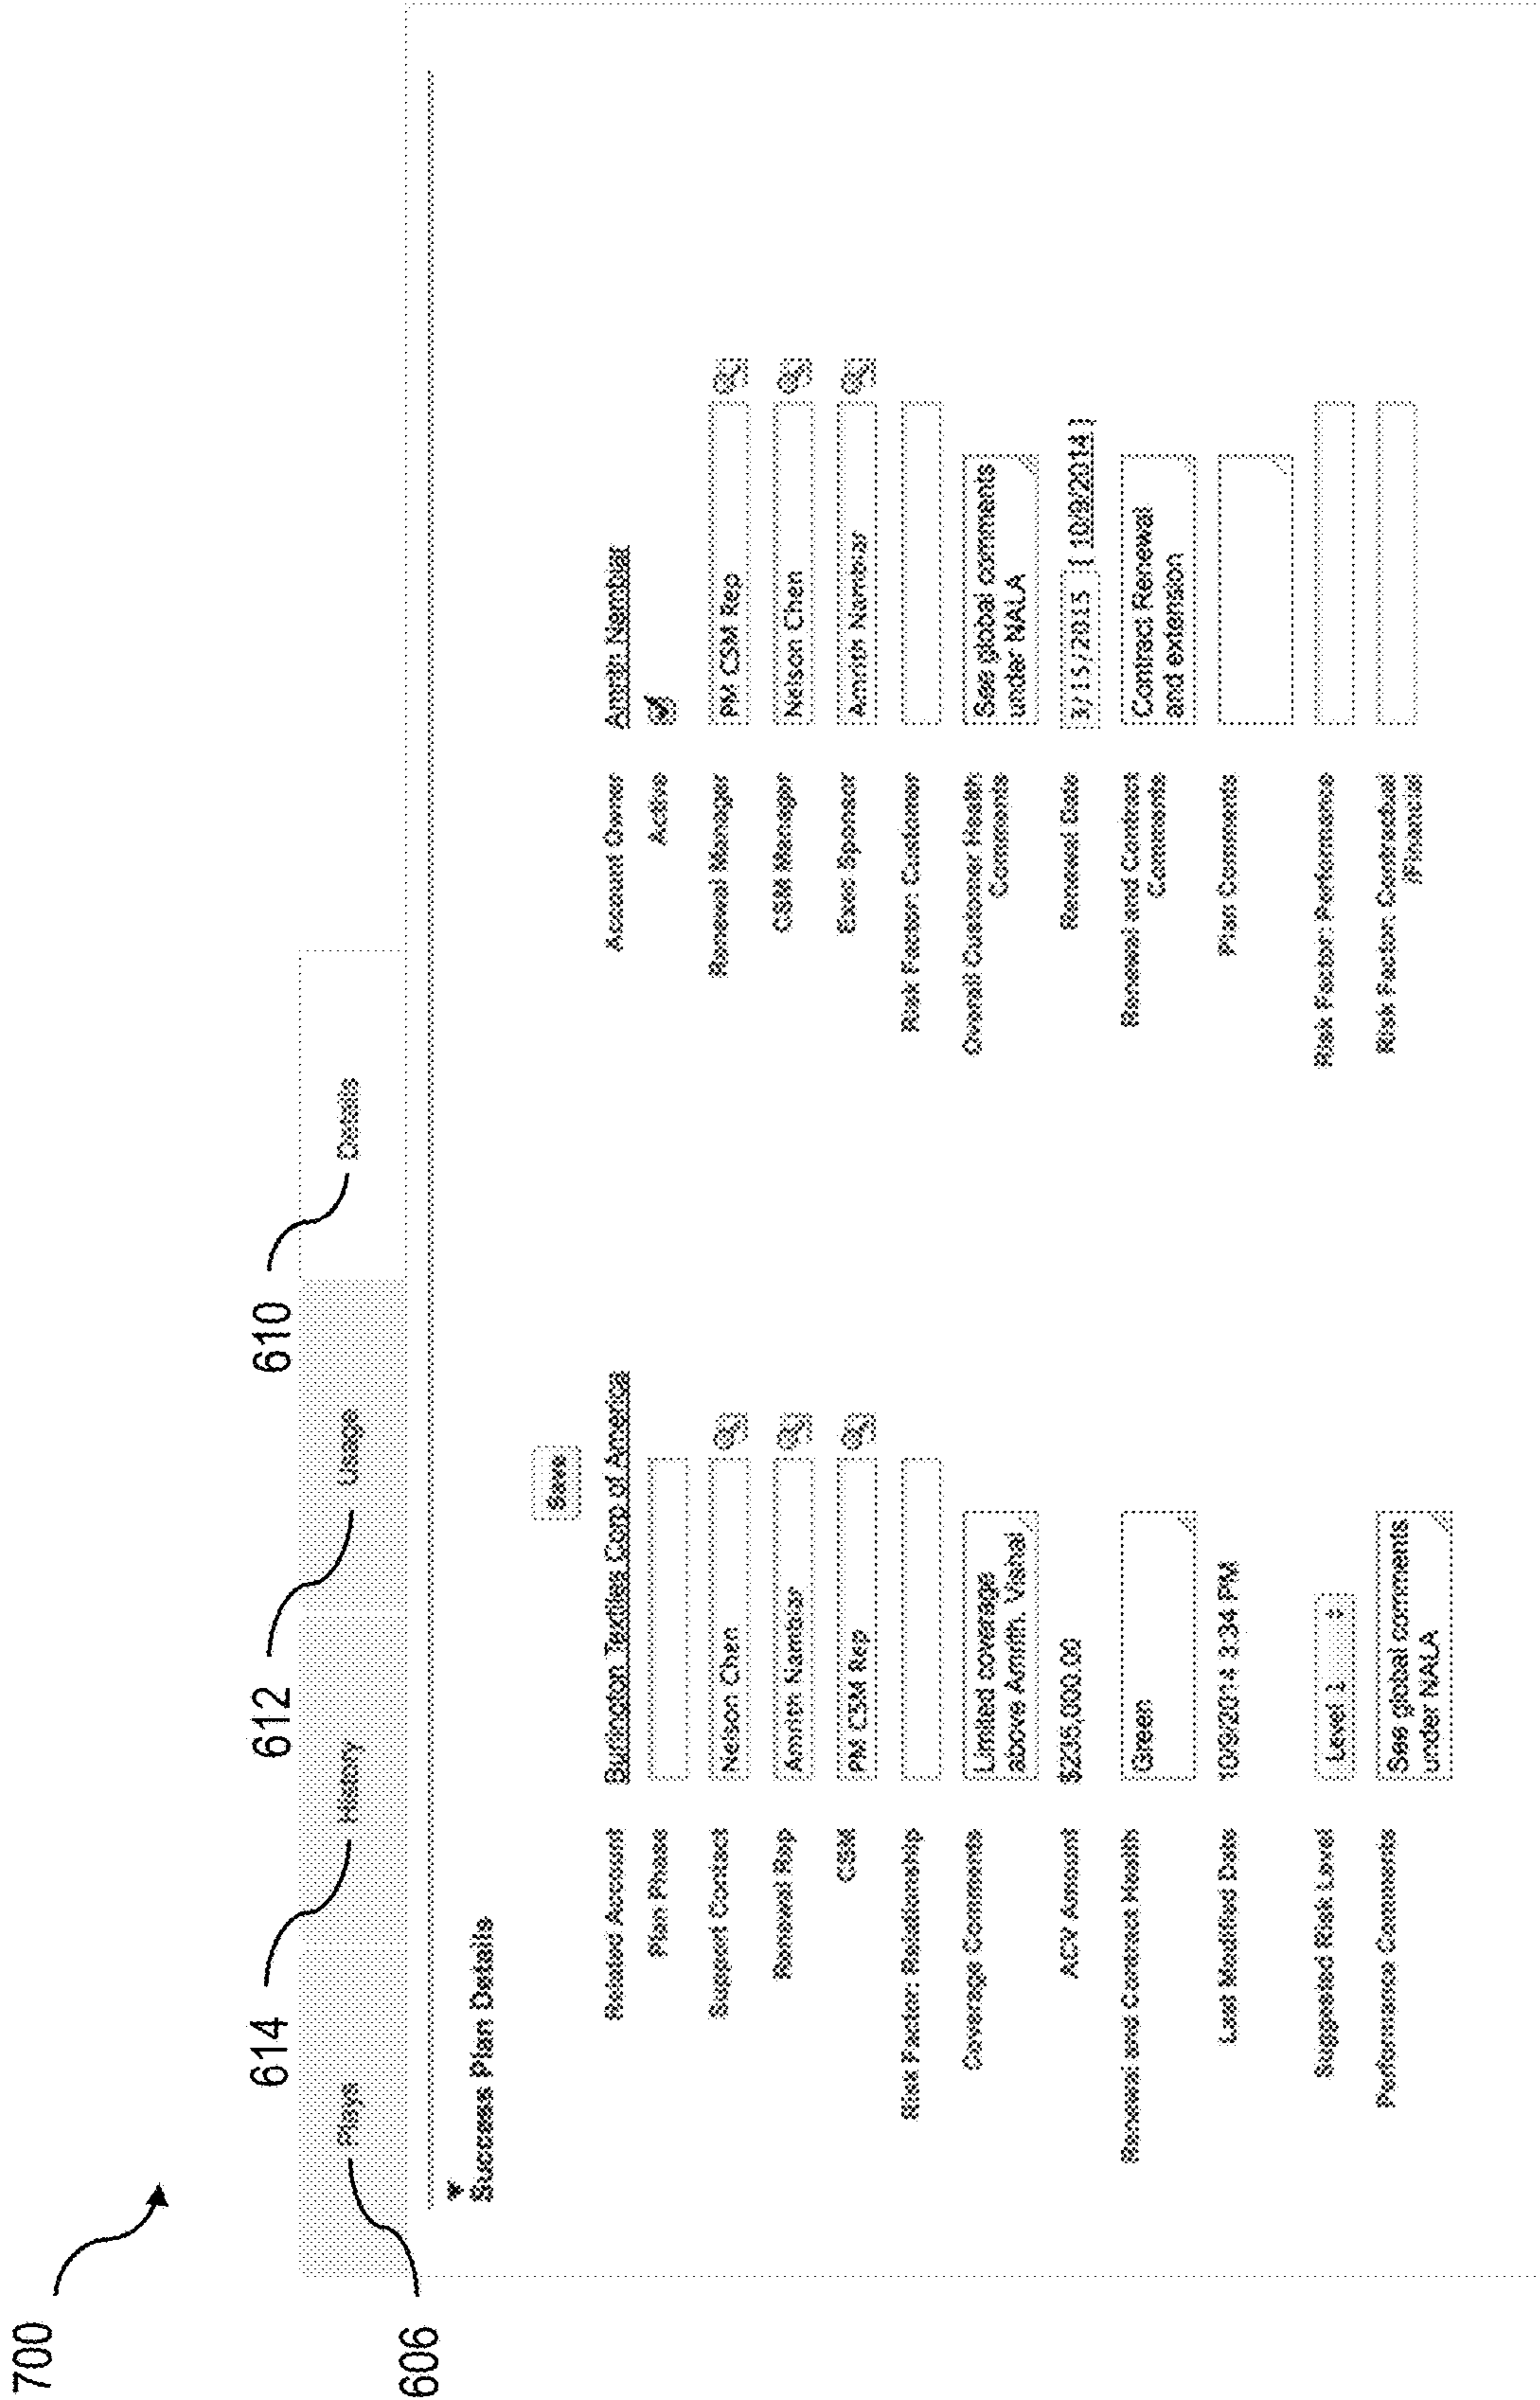 700
606
614
612
610
Plays
History
Usage
Details
Success Plan Details
Save
Related Account
Burlington Textiles Corp of America
Account Owner
Amrith Nambiar
Plan Phase
Active
Support Contact
Nelson Chen
Renewal Manager
PM CSM Rep
Renewal Rep
Amrith Nambiar
CSM Manager
Nelson Chen
CSM
PM CSM Rep
Exec Sponsor
Amrith Nambiar
Risk Factor: Relationship
Risk Factor: Customer
Coverage Comments
Limited coverage
above Amrith. Vishal
Overall Customer Health
Comments
See global comments
under NALA
ACV Amount
$235,000.00
Renewal Date
3/15/2015
[ 10/9/2014 ]
Renewal and Contract Health
Green
Renewal and Contract
Comments
Contract Renewal
and extension
Last Modified Date
10/9/2014 3:34 PM
Plan Comments
Suggested Risk Level
Level 1
Risk Factor: Performance
Performance Comments
See global comments
under NALA
Risk Factor: Contractual
/Financial